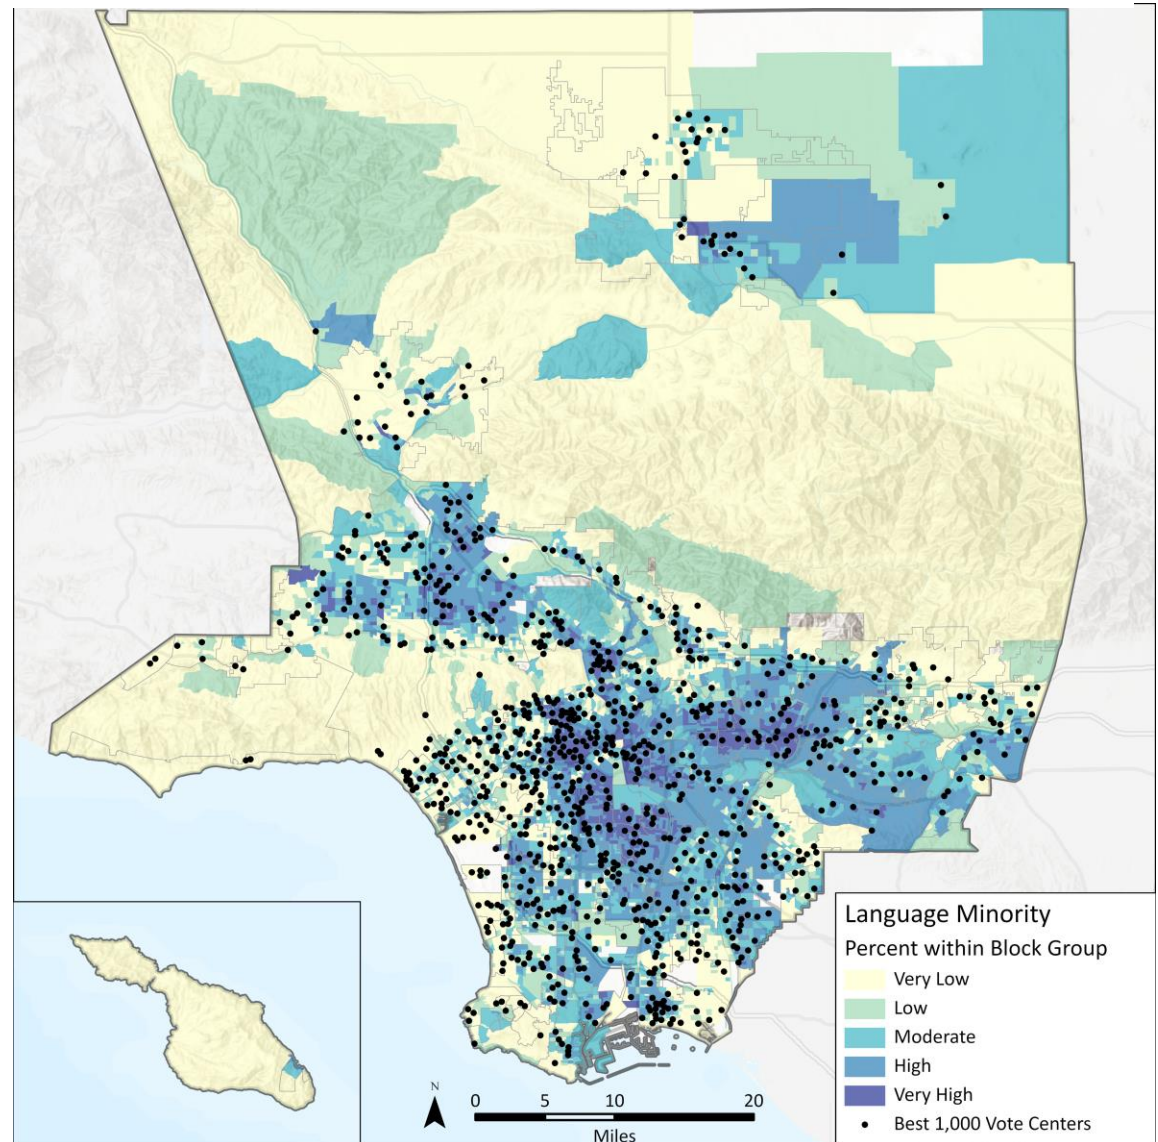 Language Minority
Percent within Block Group
Very Low
Low
Moderate
High
Very High
Best 1,000 Vote Centers
N
0 5 10 20
Miles